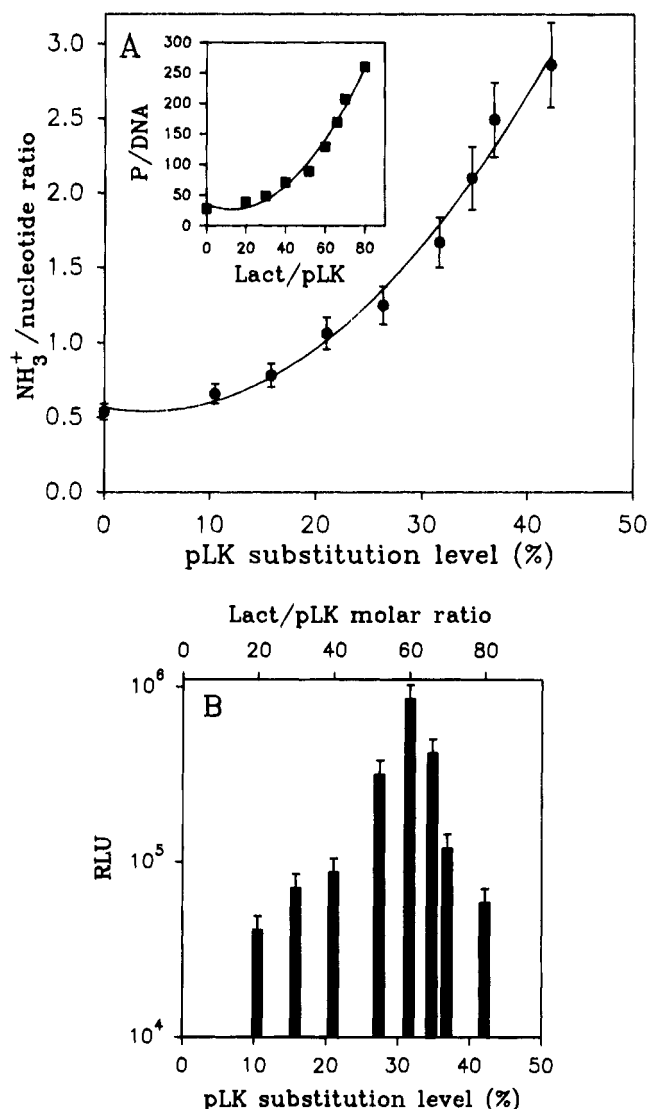 A
3.0
2.5
2.0
1.5
1.0
0.5
0.0
NH3+/nucleotide ratio
300
250
200
150
100
50
0
P/DNA
0 20 40 60 80
Lact/pLK
0 10 20 30 40 50
pLK substitution level (%)
Lact/pLK molar ratio
0 20 40 60 80
B
10^6
10^5
10^4
RLU
0 10 20 30 40 50
pLK substitution level (%)